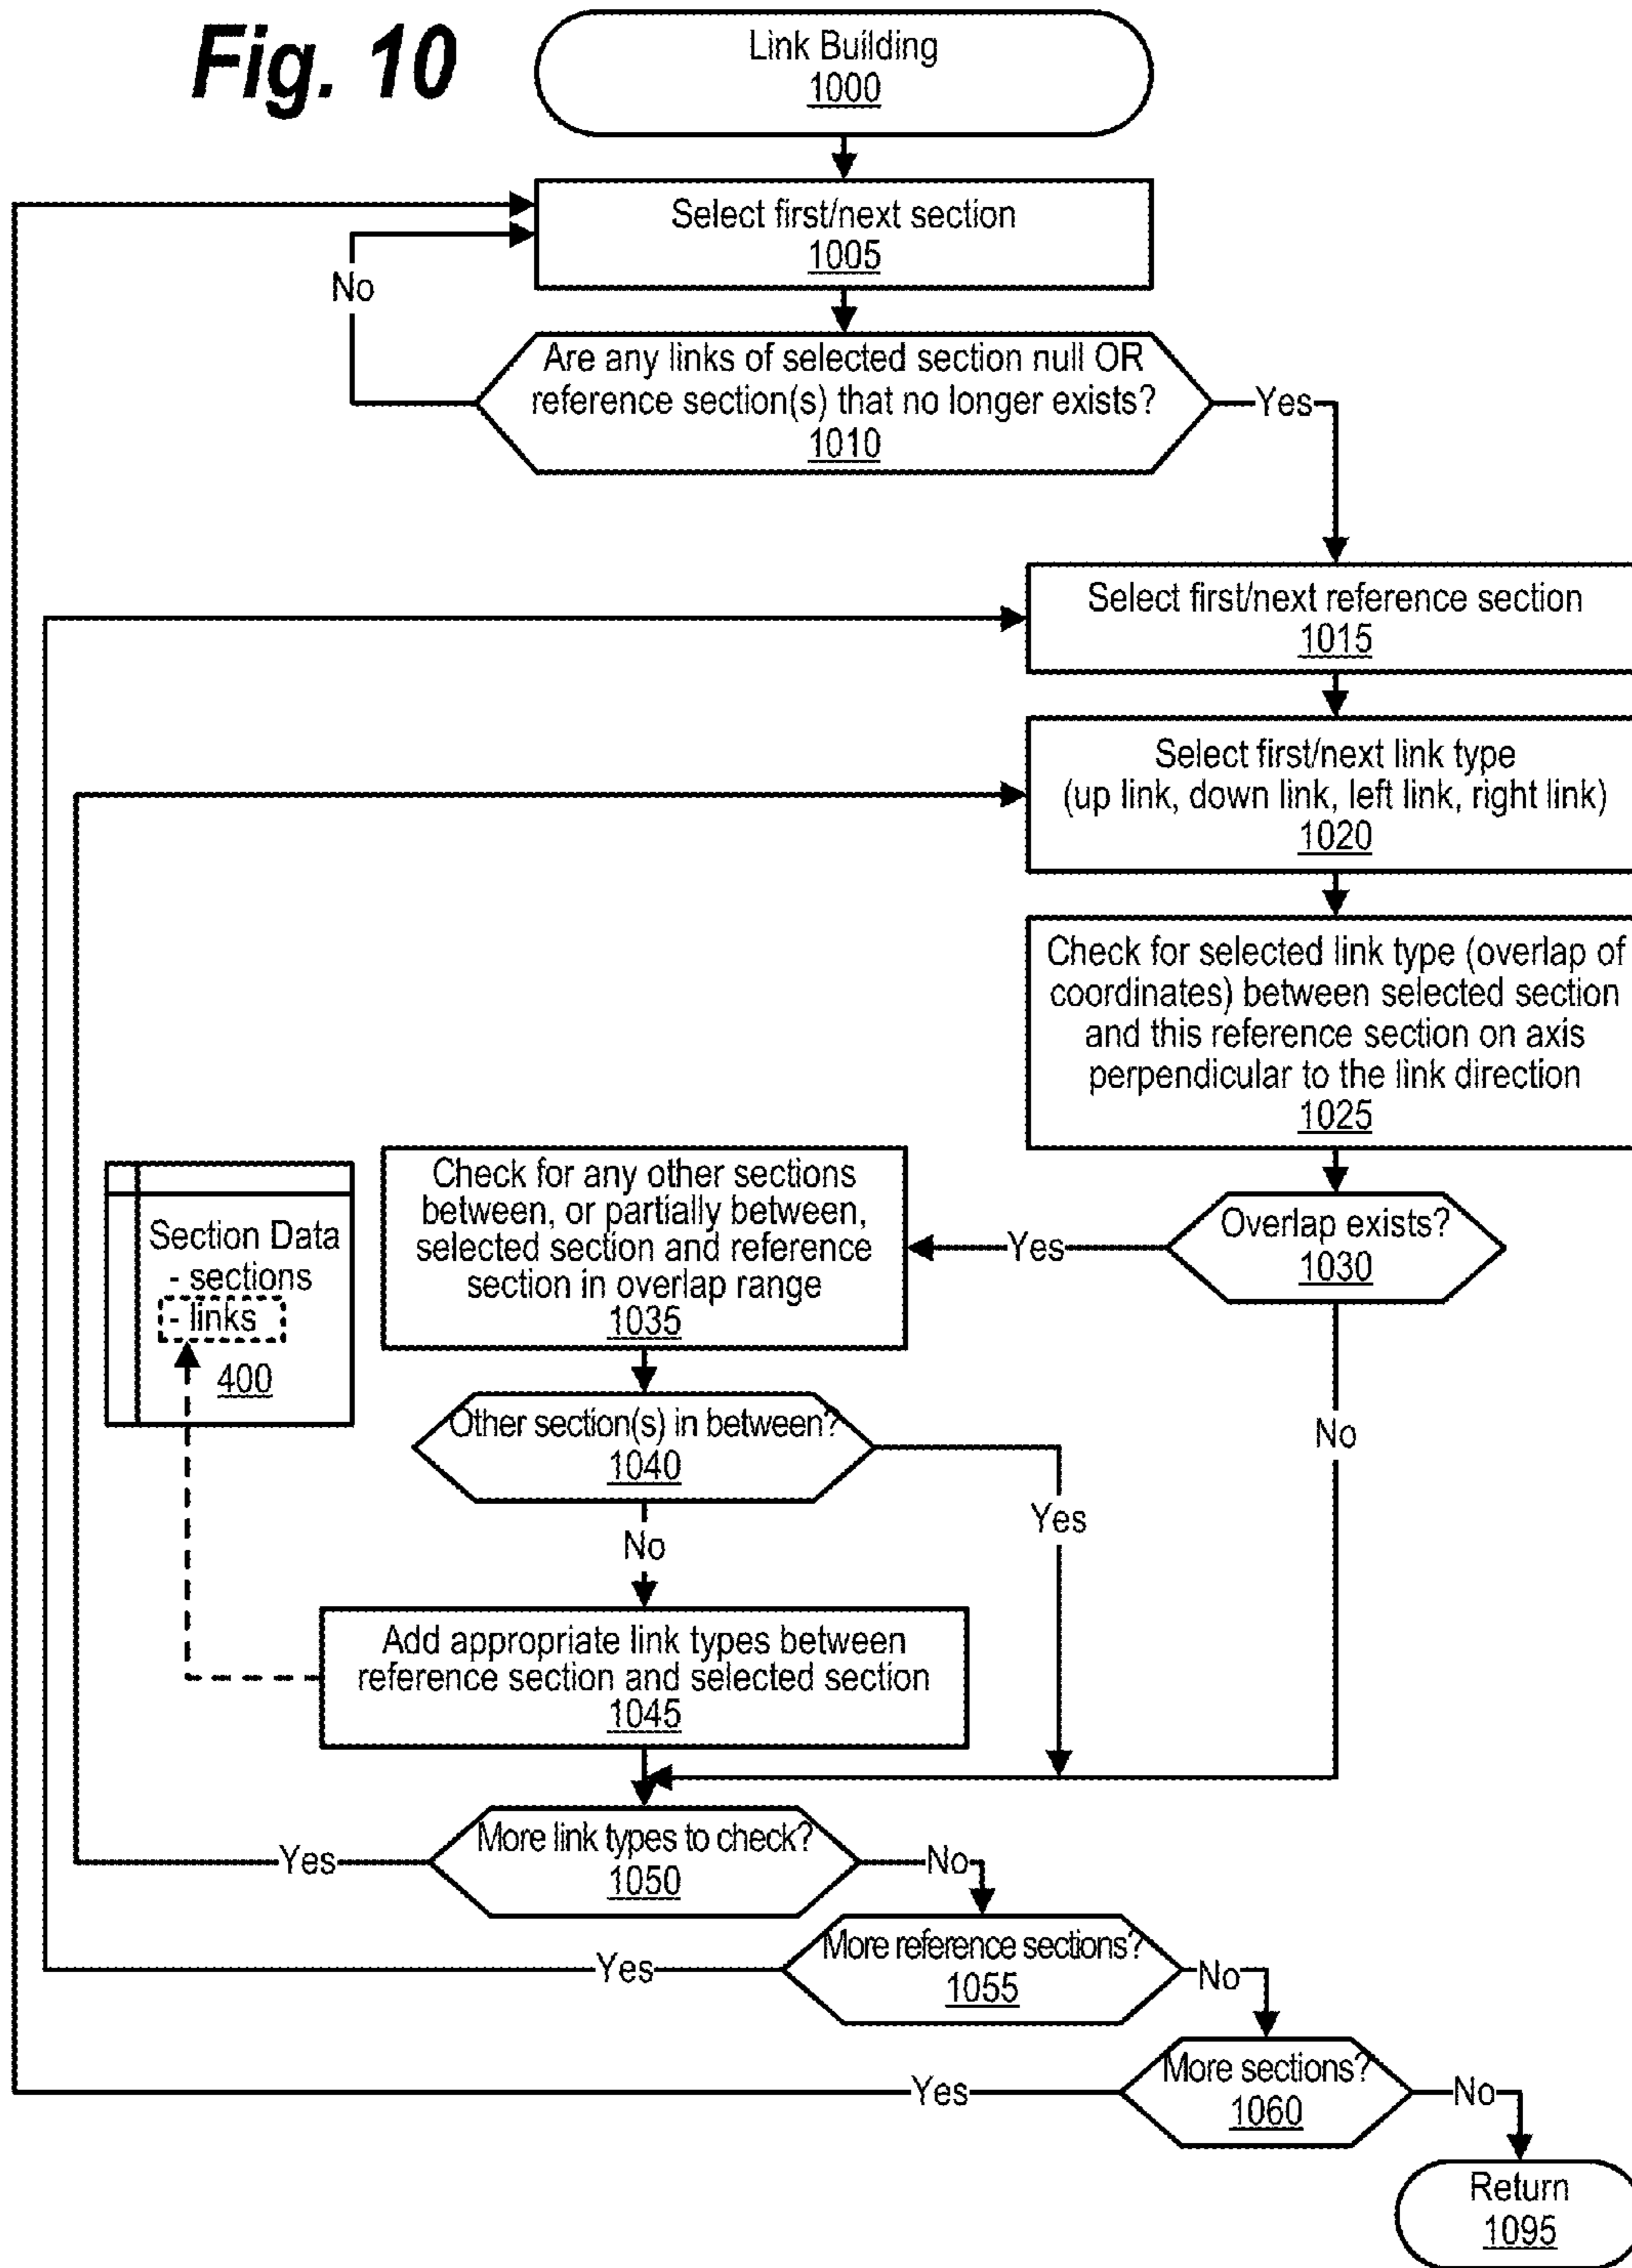 Fig. 10
Link Building
1000
Select first/next section
1005
No
Are any links of selected section null OR
reference section(s) that no longer exists?
1010
Yes
Select first/next reference section
1015
Select first/next link type
(up link, down link, left link, right link)
1020
Check for selected link type (overlap of
coordinates) between selected section
and this reference section on axis
perpendicular to the link direction
1025
Overlap exists?
1030
Yes
No
Check for any other sections
between, or partially between,
selected section and reference
section in overlap range
1035
Section Data
- sections
- links
400
Other section(s) in between?
1040
Yes
No
Add appropriate link types between
reference section and selected section
1045
More link types to check?
1050
Yes
No
More reference sections?
1055
Yes
No
More sections?
1060
Yes
No
Return
1095